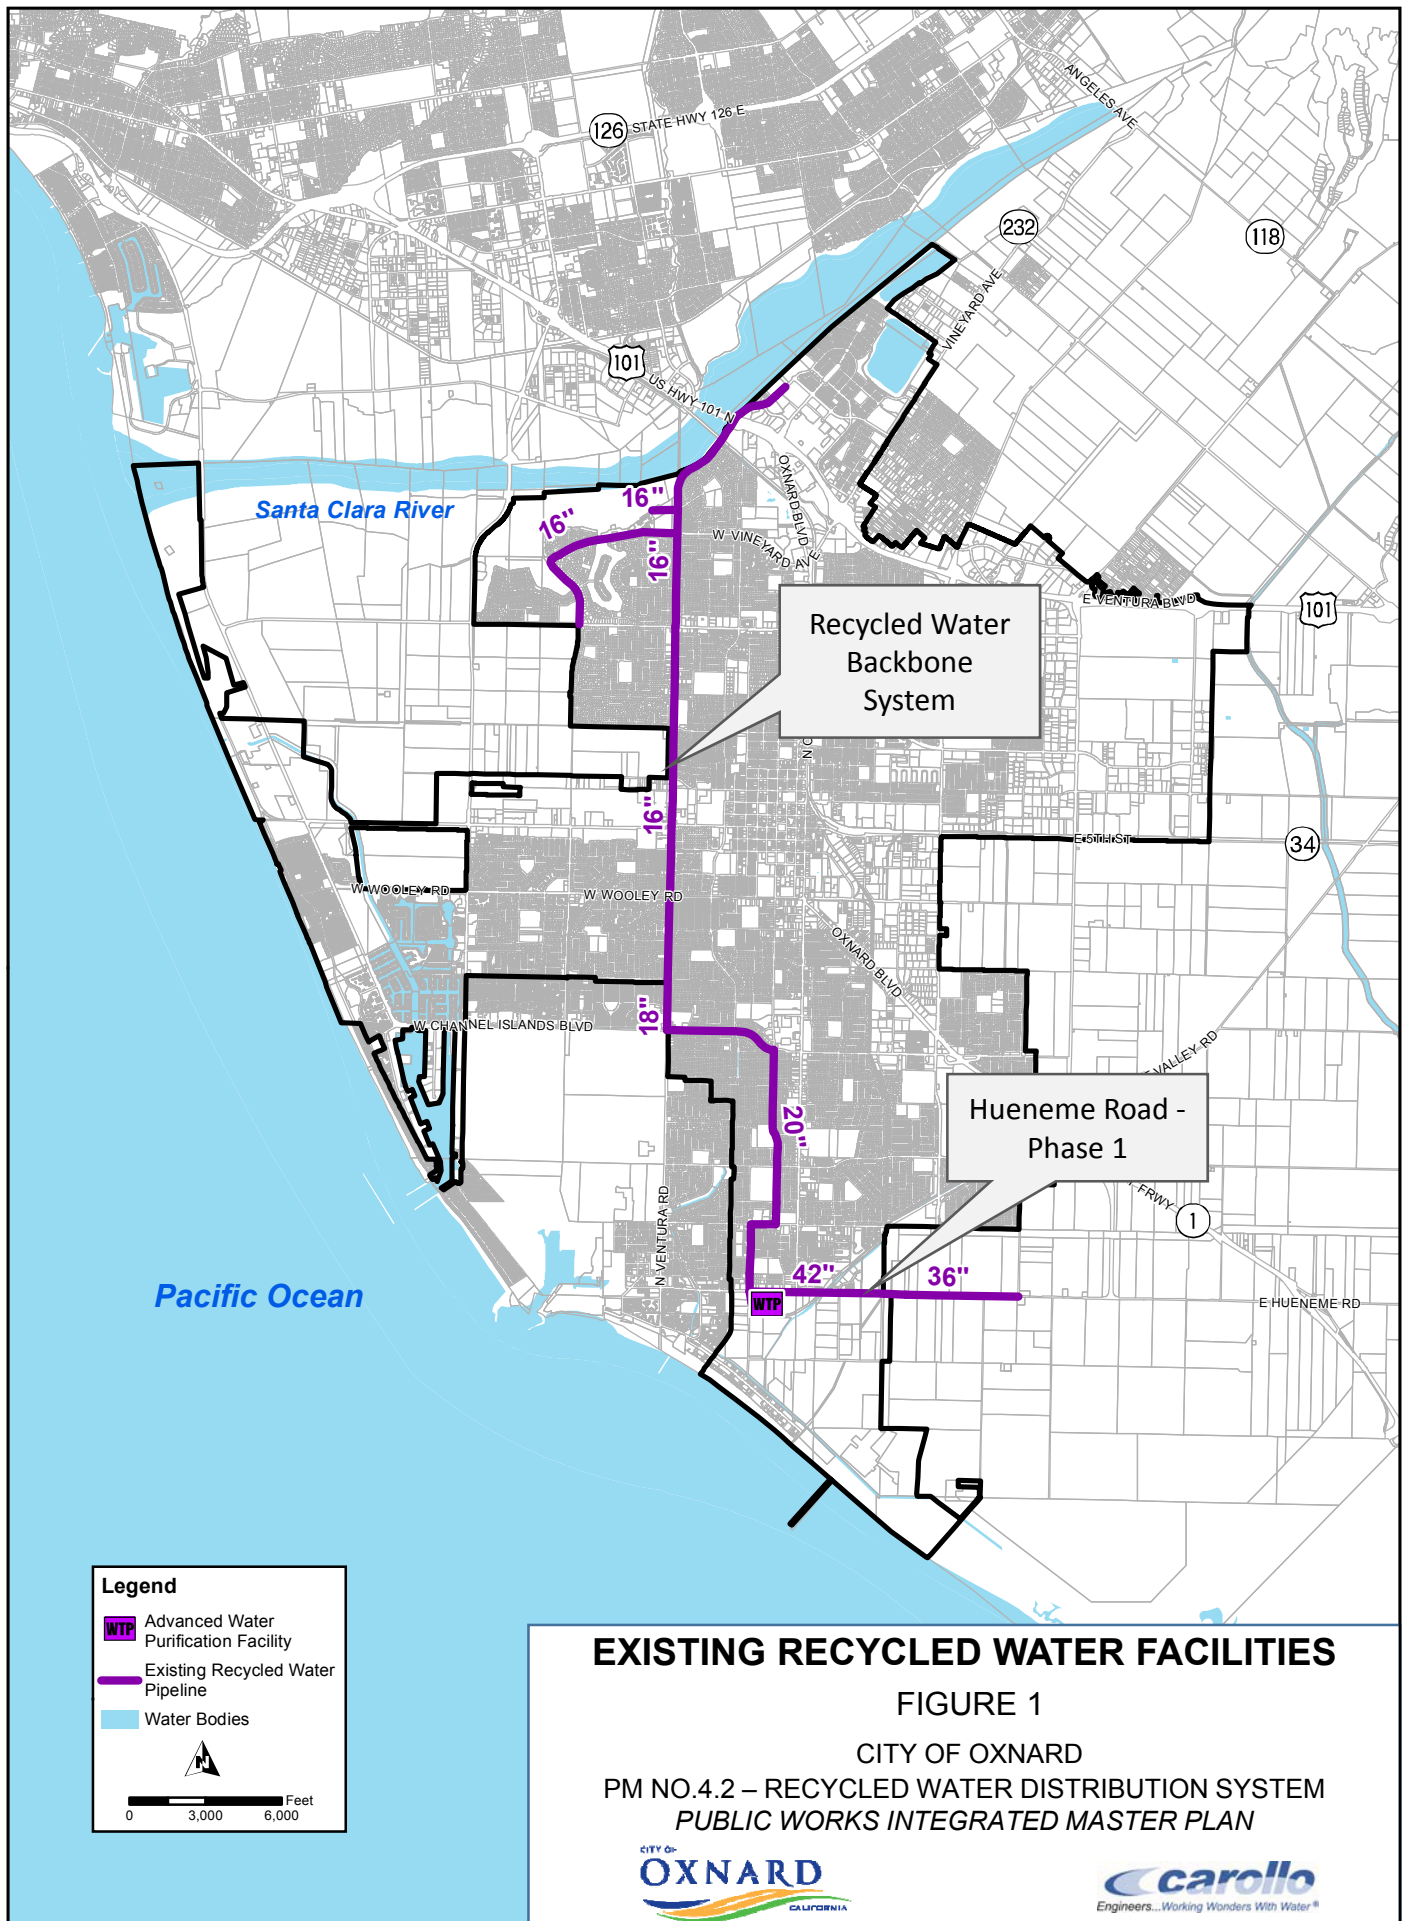 ANGELES AVE
126
STATE HWY 126 E
232
118
VINEYARD AVE
101
US HWY 101 N
OXNARD BLVD
E
Santa Clara River
16"
16"
16"
W VINEYARD AVE
E VENTURA BLVD
101
Recycled Water
Backbone
System
N
16"
E 5TH ST
34
W WOOLEY RD
W WOOLEY RD
OXNARD BLVD
18"
W CHANNEL ISLANDS BLVD
VALLEY RD
Hueneme Road -
Phase 1
20"
FRWY
1
N VENTURA RD
42"
36"
WTP
E HUENEME RD
Pacific Ocean
Legend
WTP
Advanced Water
Purification Facility
Existing Recycled Water
Pipeline
Water Bodies
N
Feet
0
3,000
6,000
EXISTING RECYCLED WATER FACILITIES
FIGURE 1
CITY OF OXNARD
PM NO.4.2 – RECYCLED WATER DISTRIBUTION SYSTEM
PUBLIC WORKS INTEGRATED MASTER PLAN
CITY OF
OXNARD
CALIFORNIA
carollo
Engineers...Working Wonders With Water®